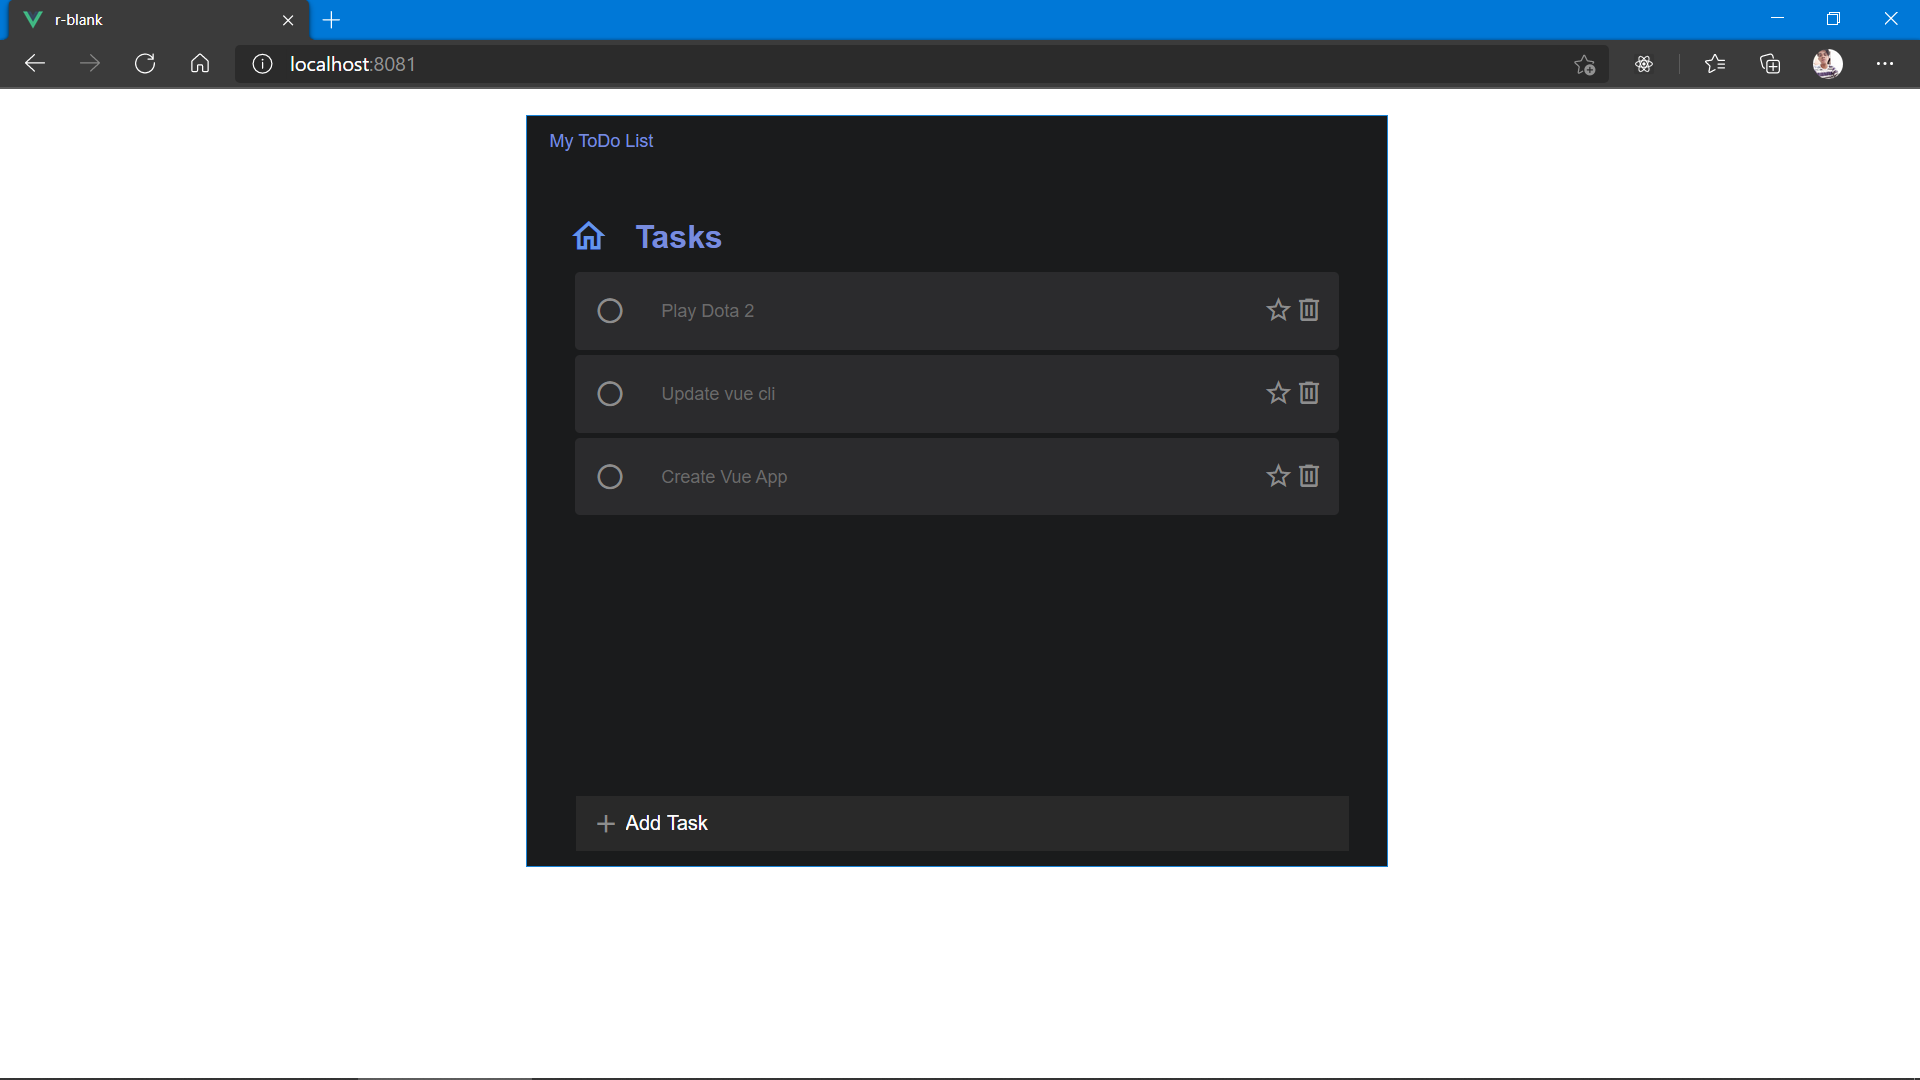 r-blank
localhost:8081
My ToDo List
Tasks
Play Dota 2
Update vue cli
Create Vue App
Add Task